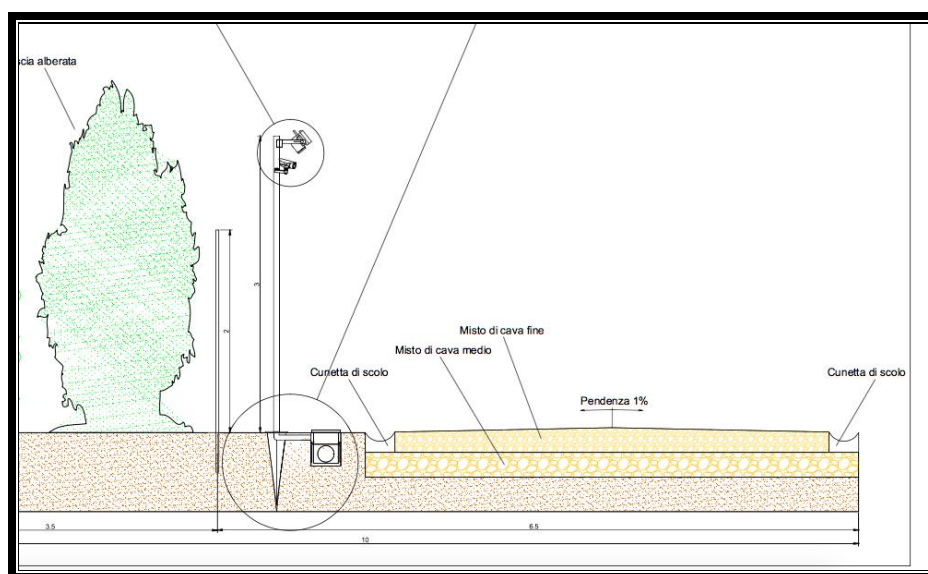 scia alberata
3
2
Misto di cava fine
Misto di cava medio
Cunetta di scolo
Cunetta di scolo
Pendenza 1%
3.5
6.5
10